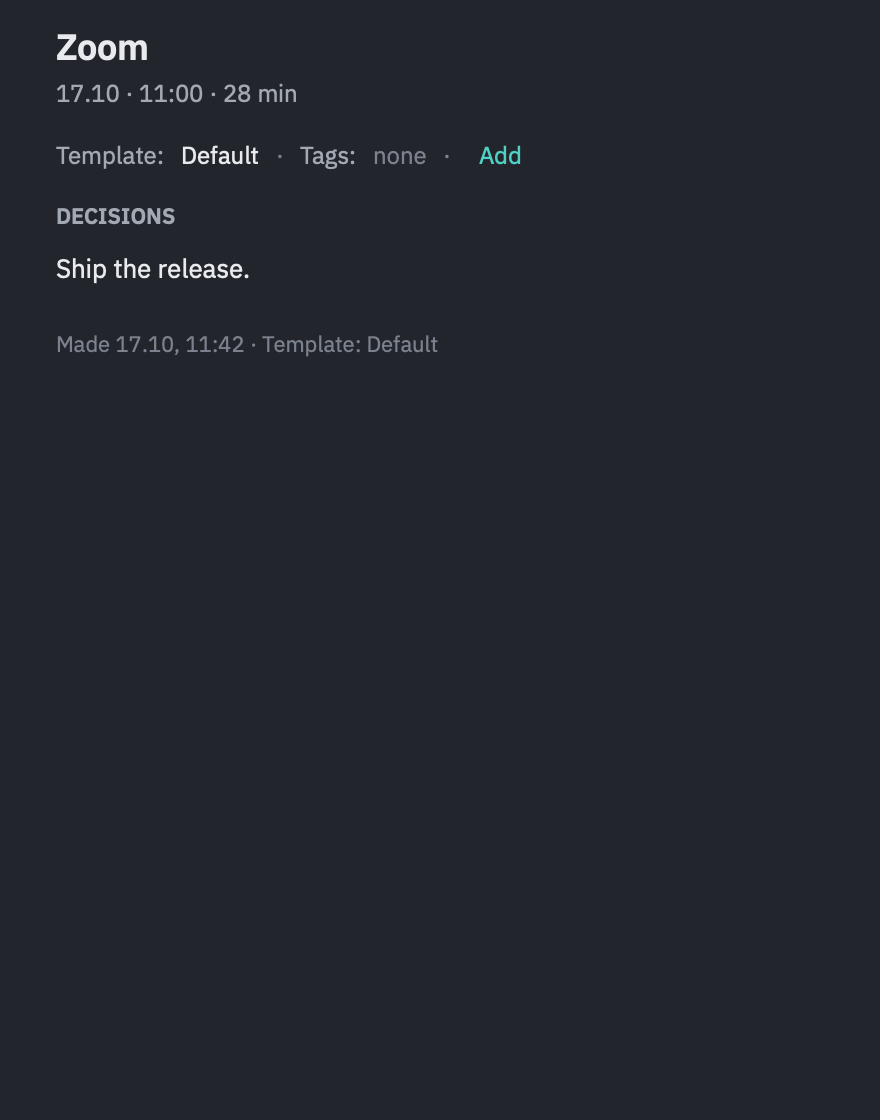 Zoom
17.10 · 11:00 · 28 min
Template: Default · Tags: none · Add
DECISIONS
Ship the release.
Made 17.10, 11:42 · Template: Default